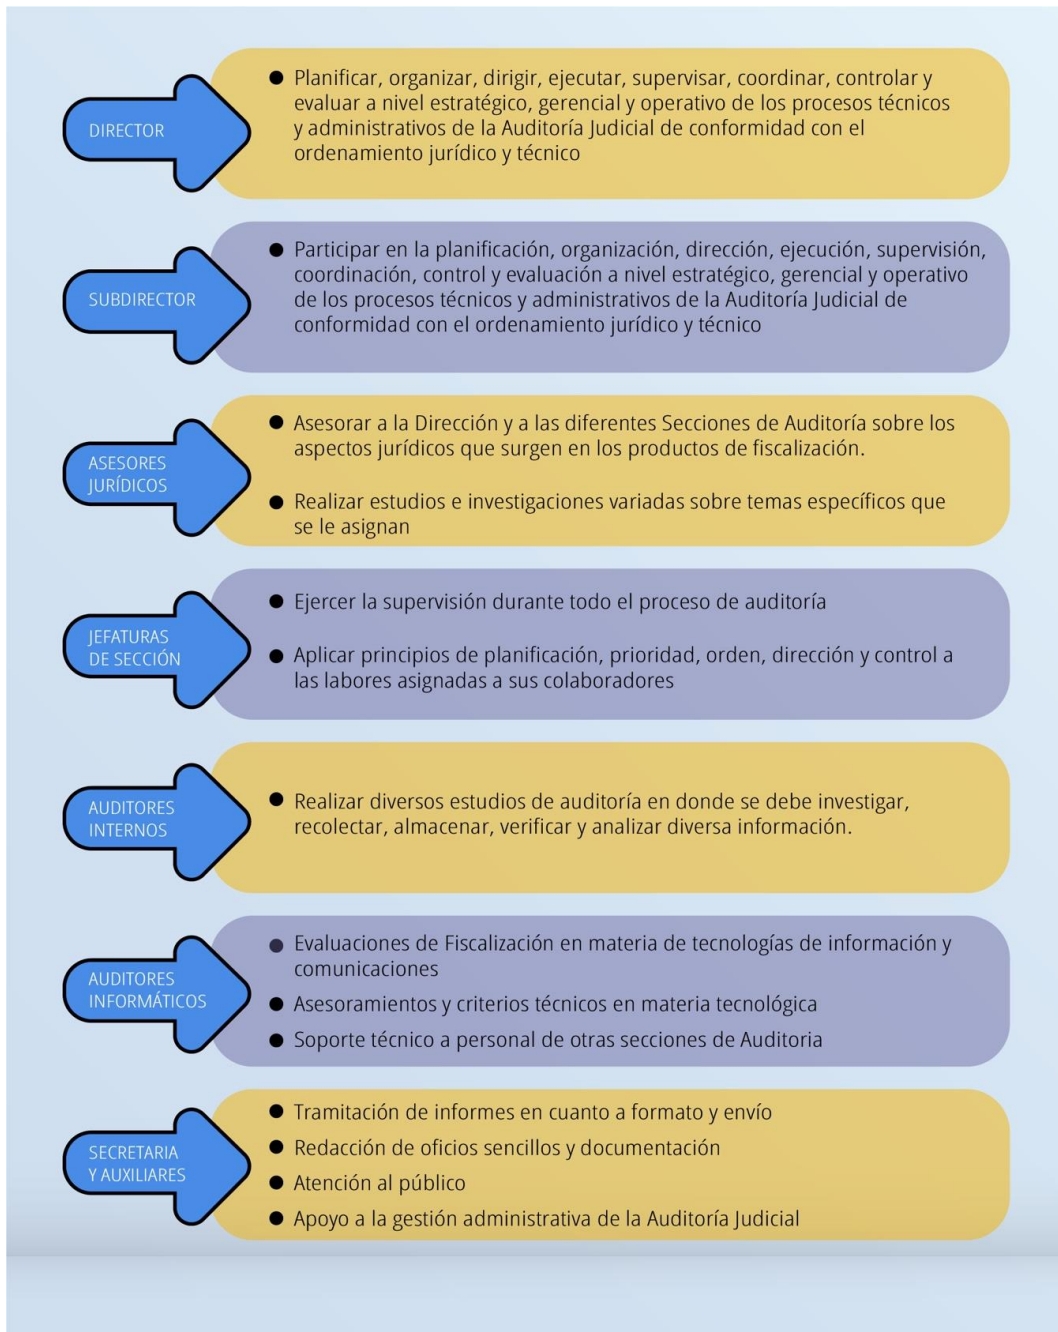 DIRECTOR
● Planificar, organizar, dirigir, ejecutar, supervisar, coordinar, controlar y
evaluar a nivel estratégico, gerencial y operativo de los procesos técnicos
y administrativos de la Auditoría Judicial de conformidad con el
ordenamiento jurídico y técnico
SUBDIRECTOR
● Participar en la planificación, organización, dirección, ejecución, supervisión,
coordinación, control y evaluación a nivel estratégico, gerencial y operativo
de los procesos técnicos y administrativos de la Auditoría Judicial de
conformidad con el ordenamiento jurídico y técnico
ASESORES
JURÍDICOS
● Asesorar a la Dirección y a las diferentes Secciones de Auditoría sobre los
aspectos jurídicos que surgen en los productos de fiscalización.
● Realizar estudios e investigaciones variadas sobre temas específicos que
se le asignan
JEFATURAS
DE SECCIÓN
● Ejercer la supervisión durante todo el proceso de auditoría
● Aplicar principios de planificación, prioridad, orden, dirección y control a
las labores asignadas a sus colaboradores
AUDITORES
INTERNOS
● Realizar diversos estudios de auditoría en donde se debe investigar,
recolectar, almacenar, verificar y analizar diversa información.
AUDITORES
INFORMÁTICOS
● Evaluaciones de Fiscalización en materia de tecnologías de información y
comunicaciones
● Asesoramientos y criterios técnicos en materia tecnológica
● Soporte técnico a personal de otras secciones de Auditoria
SECRETARIA
Y AUXILIARES
● Tramitación de informes en cuanto a formato y envío
● Redacción de oficios sencillos y documentación
● Atención al público
● Apoyo a la gestión administrativa de la Auditoría Judicial